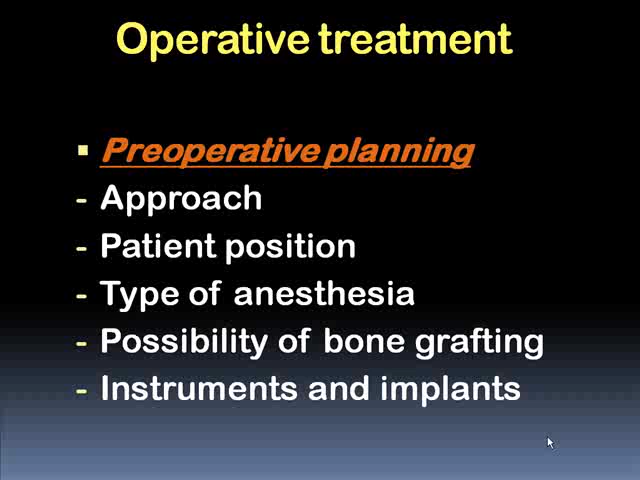 Operative treatment
▪ Preoperative planning
- Approach
- Patient position
- Type of anesthesia
- Possibility of bone grafting
- Instruments and implants